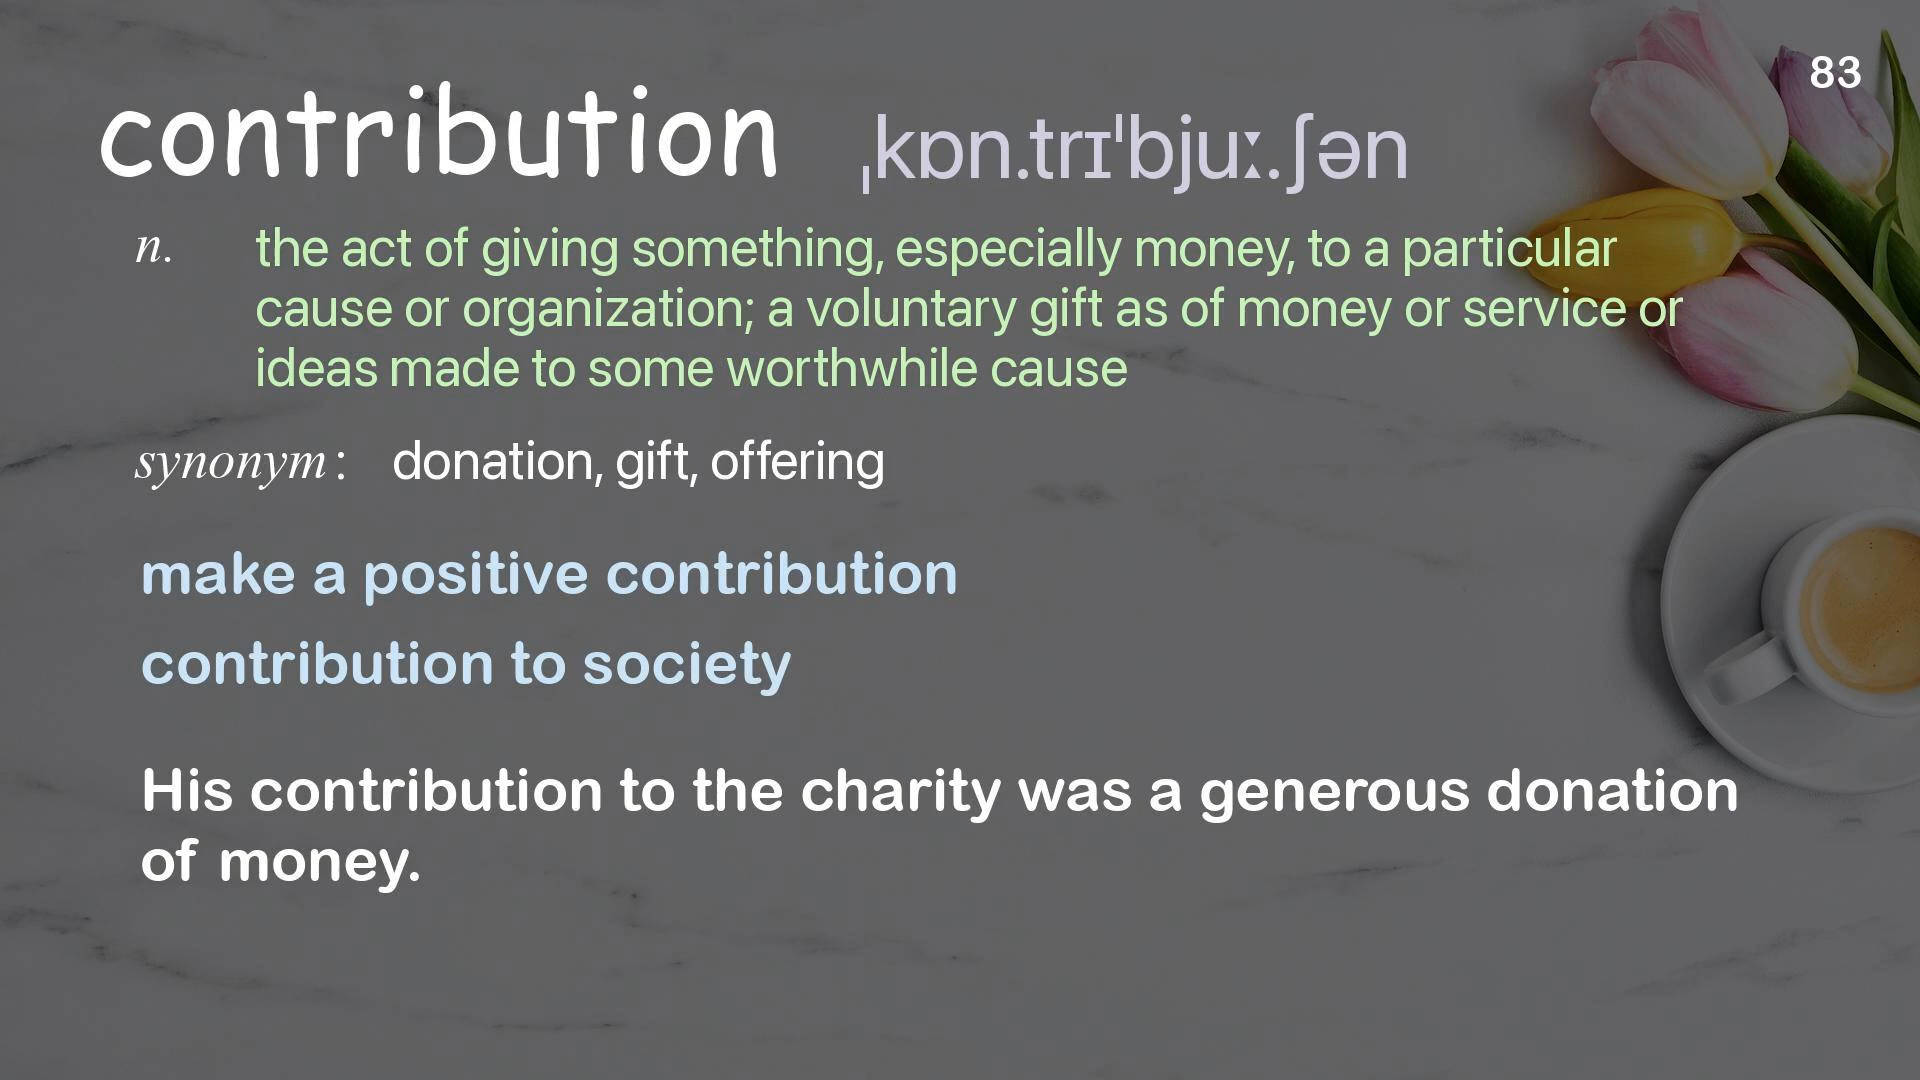 83
contribution ˌkɒn.trɪˈbjuː.ʃən
n. the act of giving something, especially money, to a particular
cause or organization; a voluntary gift as of money or service or
ideas made to some worthwhile cause
synonym: donation, gift, offering
make a positive contribution
contribution to society
His contribution to the charity was a generous donation
of money.